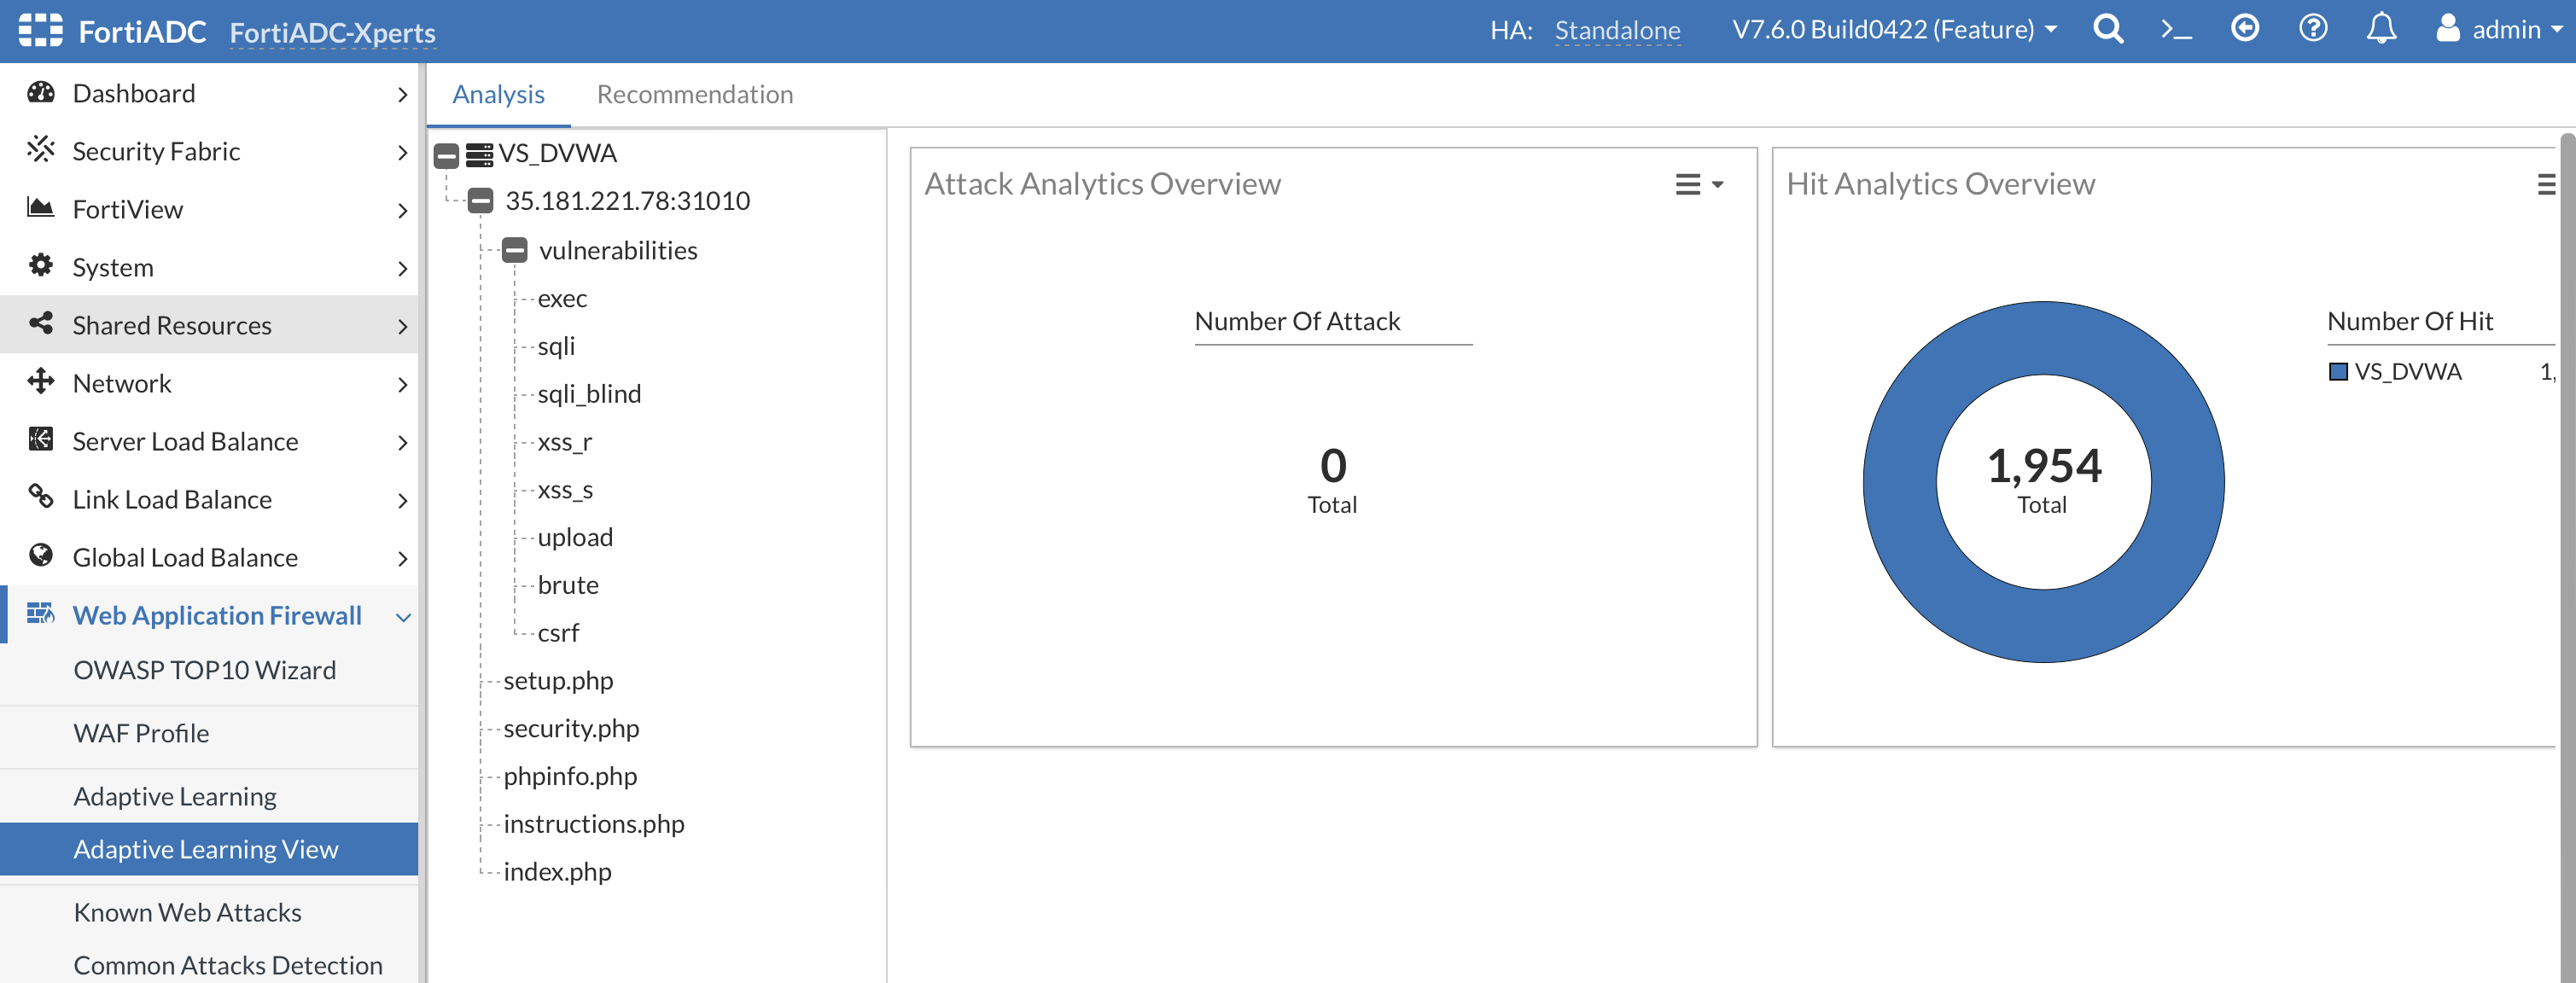 FortiADC FortiADC-Xperts HA: Standalone V7.6.0 Build0422 (Feature) admin
Dashboard
Security Fabric
FortiView
System
Shared Resources
Network
Server Load Balance
Link Load Balance
Global Load Balance
Web Application Firewall
OWASP TOP10 Wizard
WAF Profile
Adaptive Learning
Adaptive Learning View
Known Web Attacks
Common Attacks Detection
Analysis Recommendation
VS_DVWA
35.181.221.78:31010
vulnerabilities
exec
sqli
sqli_blind
xss_r
xss_s
upload
brute
csrf
setup.php
security.php
phpinfo.php
instructions.php
index.php
Attack Analytics Overview
Number Of Attack
0
Total
Hit Analytics Overview
1,954
Total
Number Of Hit
VS_DVWA 1,